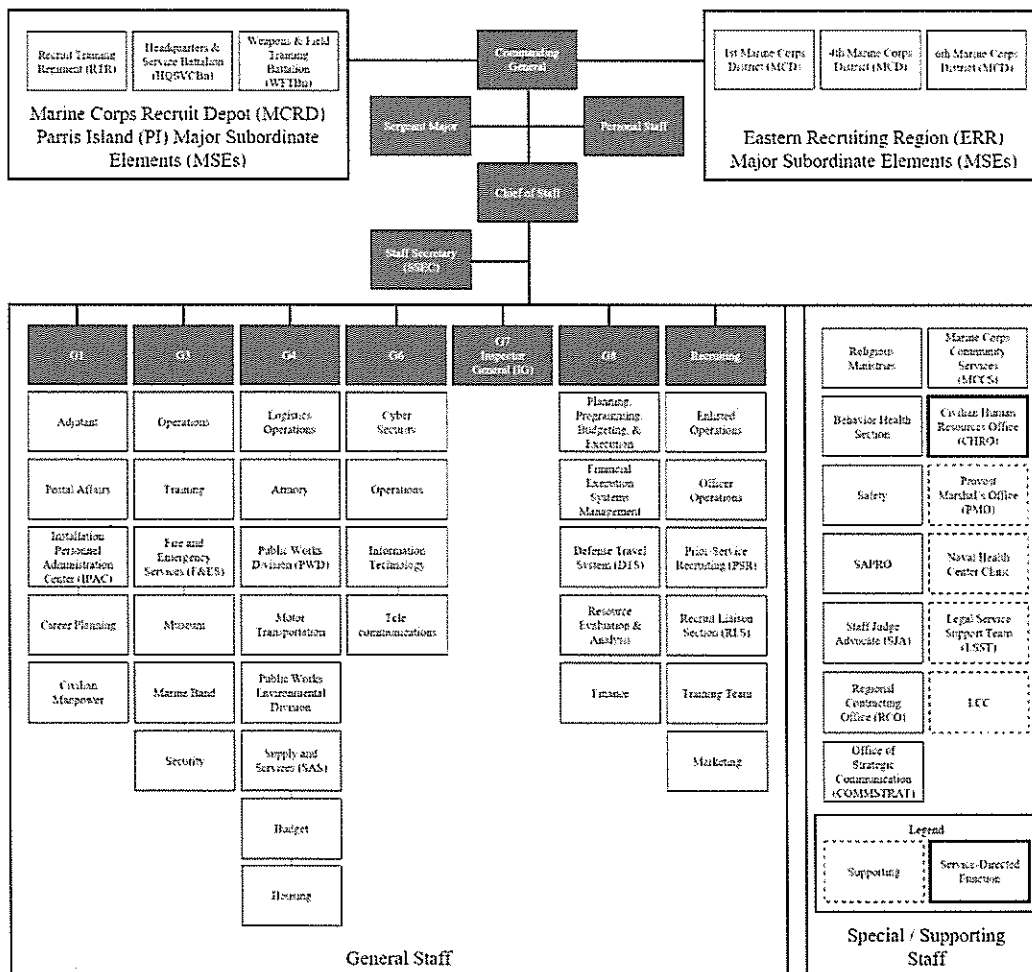 Recruit Training
Regiment (RTR)
Headquarters &
Service Battalion
(HQSVCBn)
Weapons & Field
Training
Battalion
(WFTBn)
Marine Corps Recruit Depot (MCRD)
Parris Island (PI) Major Subordinate
Elements (MSEs)
Commanding
General
1st Marine Corps
District (MCD)
4th Marine Corps
District (MCD)
6th Marine Corps
District (MCD)
Eastern Recruiting Region (ERR)
Major Subordinate Elements (MSEs)
Sergeant Major
Personal Staff
Chief of Staff
Staff Secretary
(SSEC)
G1
Adjutant
Postal Affairs
Installation
Personnel
Administration
Center (IPAC)
Career Planning
Civilian
Manpower
G3
Operations
Training
Fire and
Emergency
Services (F&ES)
Museum
Marine Band
Security
G4
Logistics
Operations
Armory
Public Works
Division (PWD)
Motor
Transportation
Public Works
Environmental
Division
Supply and
Services (SAS)
Budget
Housing
G6
Cyber
Security
Operations
Information
Technology
Tele
communications
G7
Inspector
General (IG)
G8
Planning,
Programming,
Budgeting, &
Execution
Financial
Execution
Systems
Management
Defense Travel
System (DTS)
Resource
Evaluation &
Analysis
Finance
Recruiting
Enlisted
Operations
Officer
Operations
Prior-Service
Recruiting (PSR)
Recruit Liaison
Section (RLS)
Training Team
Marketing
General Staff
Religious
Ministries
Behavior Health
Section
Safety
SAPRO
Staff Judge
Advocate (SJA)
Regional
Contracting
Office (RCO)
Office of
Strategic
Communication
(COMMSTRAT)
Marine Corps
Community
Services
(MCCS)
Civilian Human
Resources Office
(CHRO)
Provost
Marshal's Office
(PMO)
Naval Health
Center Clinic
Legal Service
Support Team
(LSST)
LCC
Legend
Supporting
Service-Directed
Function
Special / Supporting
Staff